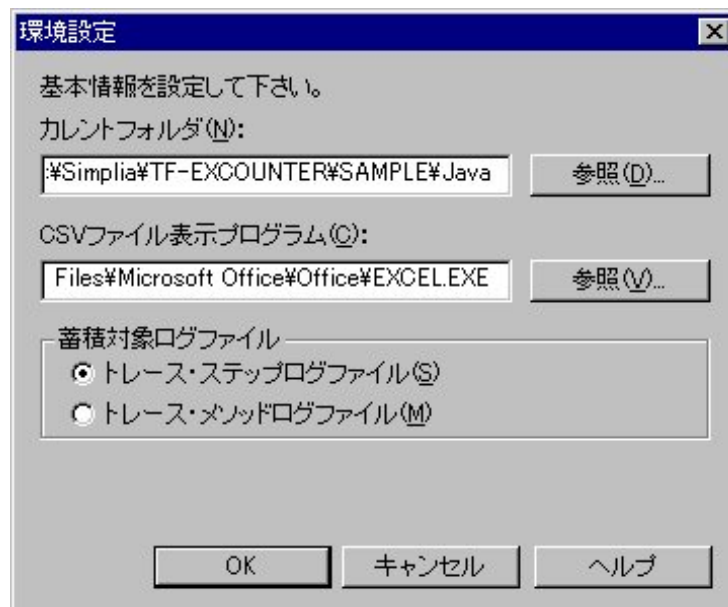 環境設定
基本情報を設定して下さい。
カレントフォルダ(N):
:¥Simplia¥TF-EXCOUNTER¥SAMPLE¥Java
参照(D)...
CSVファイル表示プログラム(C):
Files¥Microsoft Office¥Office¥EXCEL.EXE
参照(V)...
蓄積対象ログファイル
トレース・ステップログファイル(S)
トレース・メソッドログファイル(M)
OK
キャンセル
ヘルプ